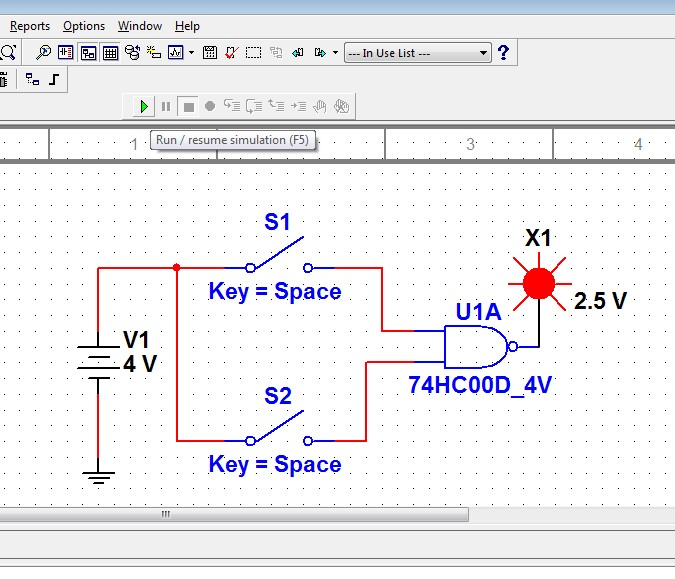 Reports Options Window Help
--- In Use List --- ?
Run / resume simulation (F5)
1 3 4
S1
X1
Key = Space
2.5 V
U1A
V1
4 V
74HC00D_4V
S2
Key = Space